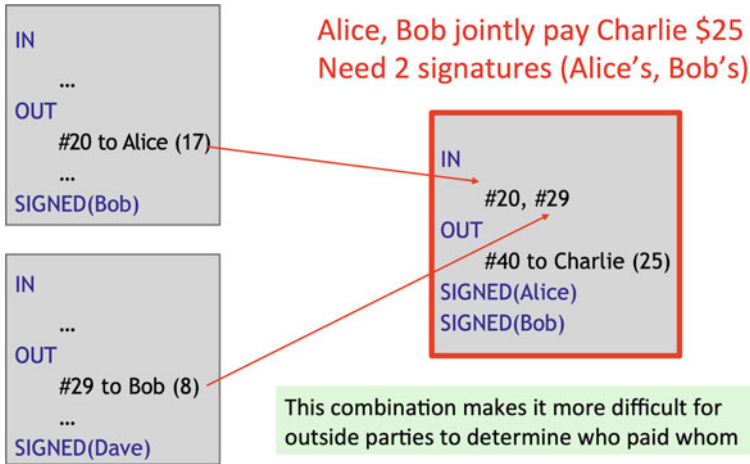 Alice, Bob jointly pay Charlie $25
Need 2 signatures (Alice's, Bob's)
IN
...
OUT
#20 to Alice (17)
...
SIGNED(Bob)
IN
...
OUT
#29 to Bob (8)
...
SIGNED(Dave)
IN
#20, #29
OUT
#40 to Charlie (25)
SIGNED(Alice)
SIGNED(Bob)
This combination makes it more difficult for
outside parties to determine who paid whom